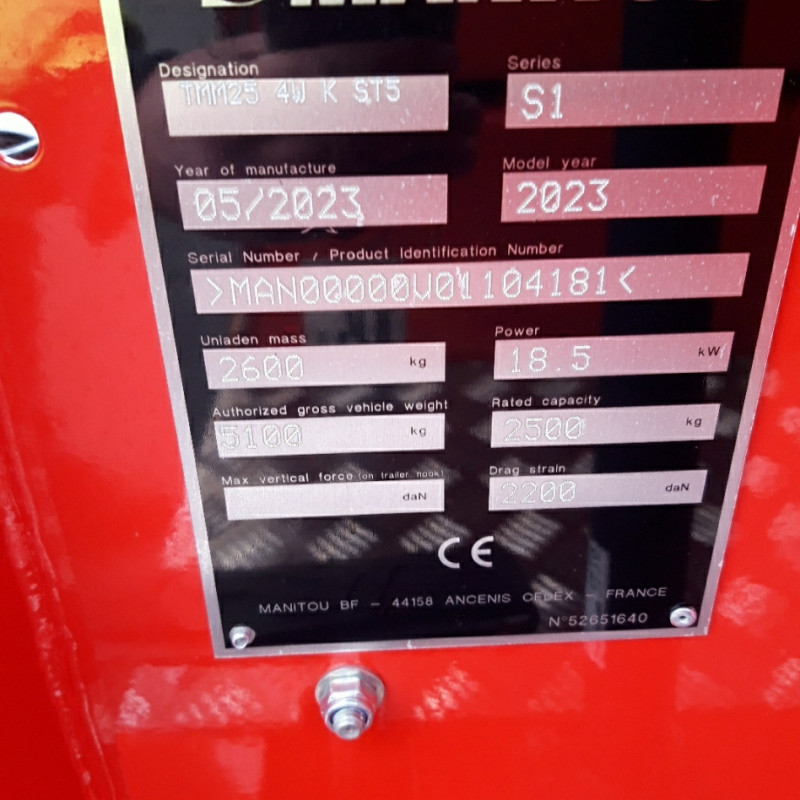 MANITOU
Designation Series
TMM25 4W K ST5 S1
Year of manufacture Model year
05/2023 2023
Serial Number / Product Identification Number
>MAN00000W01104181<
Unladen mass Power
2600 kg 18.5 kW
Authorized gross vehicle weight Rated capacity
5100 kg 2500 kg
Max vertical force (on trailer hook) Drag strain
daN 2200 daN
CE
MANITOU BF - 44158 ANCENIS CEDEX - FRANCE
N°52651640